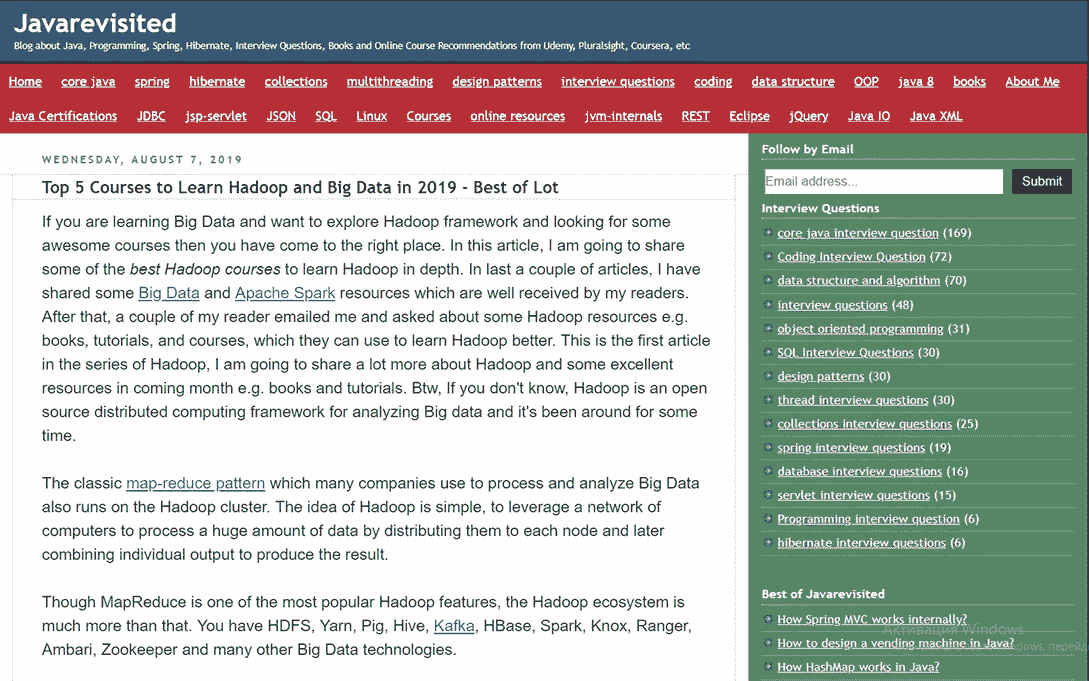 Javarevisited
Blog about Java, Programming, Spring, Hibernate, Interview Questions, Books and Online Course Recommendations from Udemy, Pluralsight, Coursera, etc
Home core java spring hibernate collections multithreading design patterns interview questions coding data structure OOP java 8 books About Me
Java Certifications JDBC jsp-servlet JSON SQL Linux Courses online resources jvm-internals REST Eclipse jQuery Java IO Java XML
WEDNESDAY, AUGUST 7, 2019
Top 5 Courses to Learn Hadoop and Big Data in 2019 - Best of Lot
If you are learning Big Data and want to explore Hadoop framework and looking for some
awesome courses then you have come to the right place. In this article, I am going to share
some of the best Hadoop courses to learn Hadoop in depth. In last a couple of articles, I have
shared some Big Data and Apache Spark resources which are well received by my readers.
After that, a couple of my reader emailed me and asked about some Hadoop resources e.g.
books, tutorials, and courses, which they can use to learn Hadoop better. This is the first article
in the series of Hadoop, I am going to share a lot more about Hadoop and some excellent
resources in coming month e.g. books and tutorials. Btw, If you don't know, Hadoop is an open
source distributed computing framework for analyzing Big data and it's been around for some
time.
The classic map-reduce pattern which many companies use to process and analyze Big Data
also runs on the Hadoop cluster. The idea of Hadoop is simple, to leverage a network of
computers to process a huge amount of data by distributing them to each node and later
combining individual output to produce the result.
Though MapReduce is one of the most popular Hadoop features, the Hadoop ecosystem is
much more than that. You have HDFS, Yarn, Pig, Hive, Kafka, HBase, Spark, Knox, Ranger,
Ambari, Zookeeper and many other Big Data technologies.
Follow by Email
Email address...
Submit
Interview Questions
core java interview question (169)
Coding Interview Question (72)
data structure and algorithm (70)
interview questions (48)
object oriented programming (31)
SQL Interview Questions (30)
design patterns (30)
thread interview questions (30)
collections interview questions (25)
spring interview questions (19)
database interview questions (16)
servlet interview questions (15)
Programming interview question (6)
hibernate interview questions (6)
Best of Javarevisited
How Spring MVC works internally?
Активация Windows
How to design a vending machine in Java?
Windows, перейд
How HashMap works in Java?